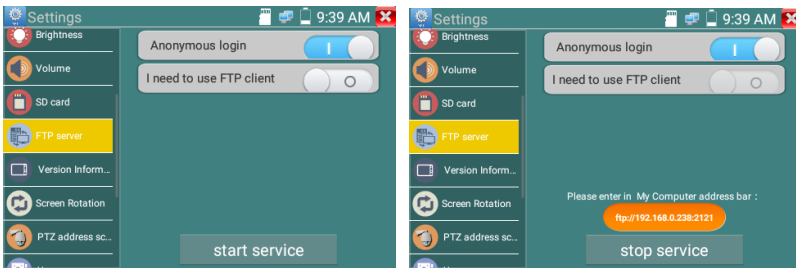 Settings
9:39 AM
Brightness
Volume
SD card
FTP server
Version Inform...
Screen Rotation
PTZ address sc...
Anonymous login
I need to use FTP client
start service
Settings
9:39 AM
Brightness
Volume
SD card
FTP server
Version Inform...
Screen Rotation
PTZ address sc..
Anonymous login
I need to use FTP client
Please enter in My Computer address bar :
ftp://192.168.0.238:2121
stop service